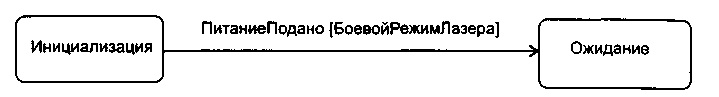 ПитаниеПодано [БоевойРежимЛазера]
Инициализация
Ожидание